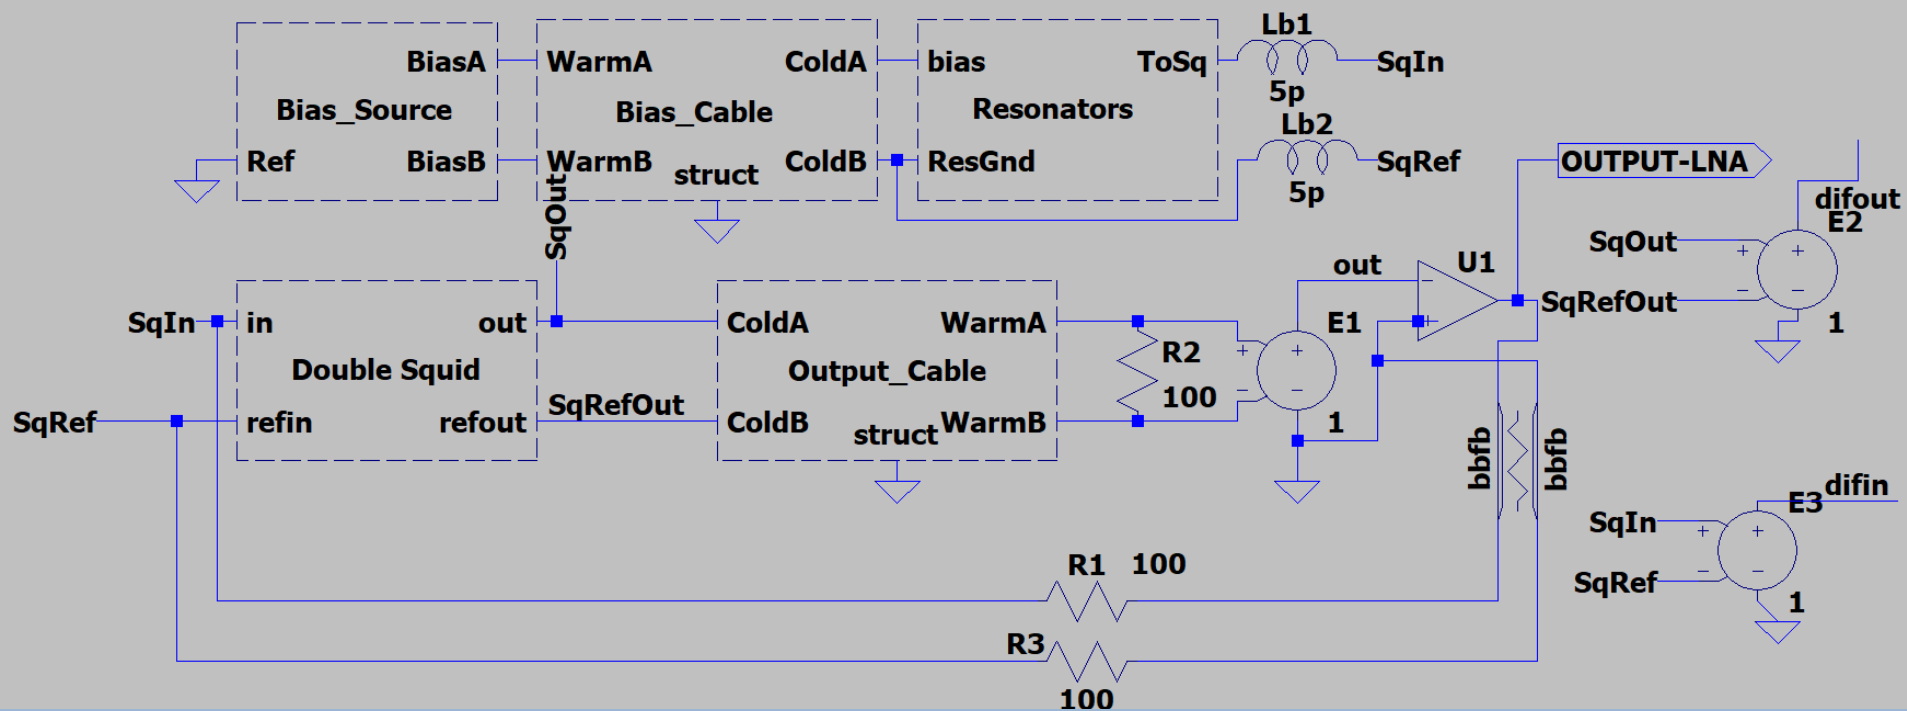 Lb1
BiasA
WarmA
ColdA
bias
ToSq
SqIn
5p
Bias_Source
Bias_Cable
Resonators
Lb2
Ref
BiasB
WarmB
struct
ColdB
ResGnd
SqRef
5p
OUTPUT-LNA
difout
E2
SqOut
SqOut
+
+
-
-
SqRefOut
1
out
U1
-
+
SqIn
in
out
ColdA
WarmA
E1
R2
100
+
+
-
-
1
Double Squid
Output_Cable
SqRef
refin
refout
SqRefOut
ColdB
struct
WarmB
bbfb
bbfb
difin
E3
SqIn
+
+
-
-
SqRef
1
R1
100
R3
100